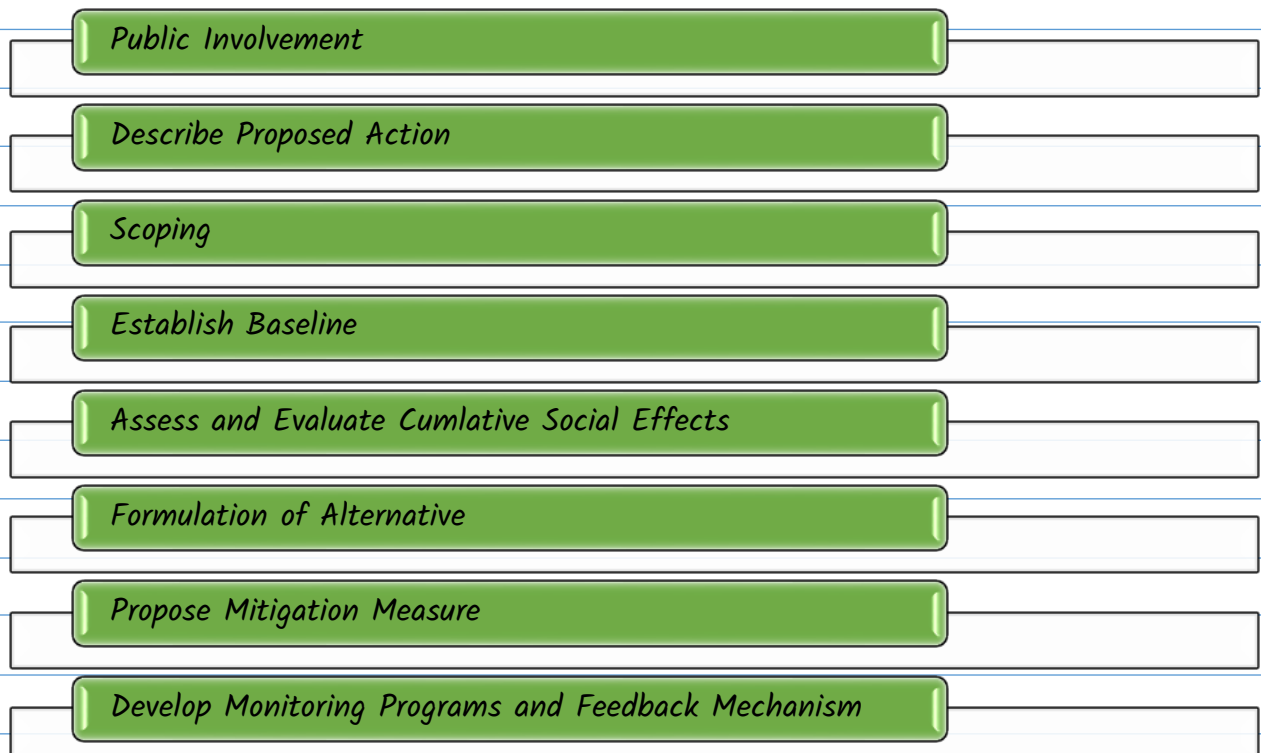 Public Involvement
Describe Proposed Action
Scoping
Establish Baseline
Assess and Evaluate Cumlative Social Effects
Formulation of Alternative
Propose Mitigation Measure
Develop Monitoring Programs and Feedback Mechanism